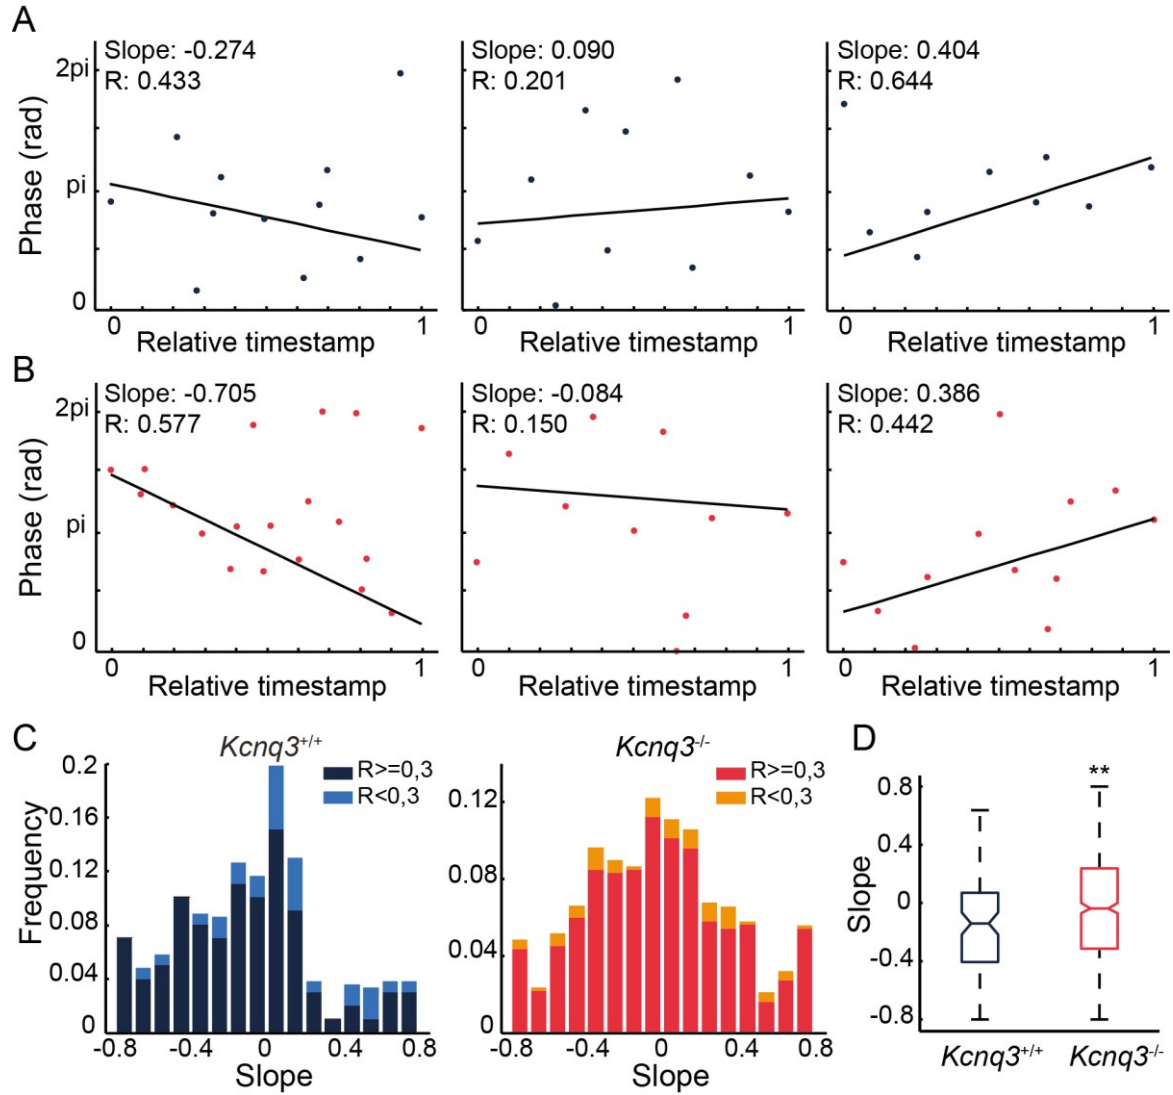 A
Slope: -0.274
R: 0.433
Slope: 0.090
R: 0.201
Slope: 0.404
R: 0.644
Phase (rad)
2pi
pi
0
0 1
0 1
0 1
Relative timestamp
Relative timestamp
Relative timestamp
B
Slope: -0.705
R: 0.577
Slope: -0.084
R: 0.150
Slope: 0.386
R: 0.442
Phase (rad)
2pi
pi
0
0 1
0 1
0 1
Relative timestamp
Relative timestamp
Relative timestamp
C
Kcnq3+/+
R>=0,3
R<0,3
Frequency
0.2
0.16
0.12
0.08
0.04
0
-0.8 -0.4 0 0.4 0.8
Slope
Kcnq3-/-
R>=0,3
R<0,3
0.12
0.08
0.04
0
-0.8 -0.4 0 0.4 0.8
Slope
D
**
Slope
0.8
0.4
0
-0.4
-0.8
Kcnq3+/+ Kcnq3-/-